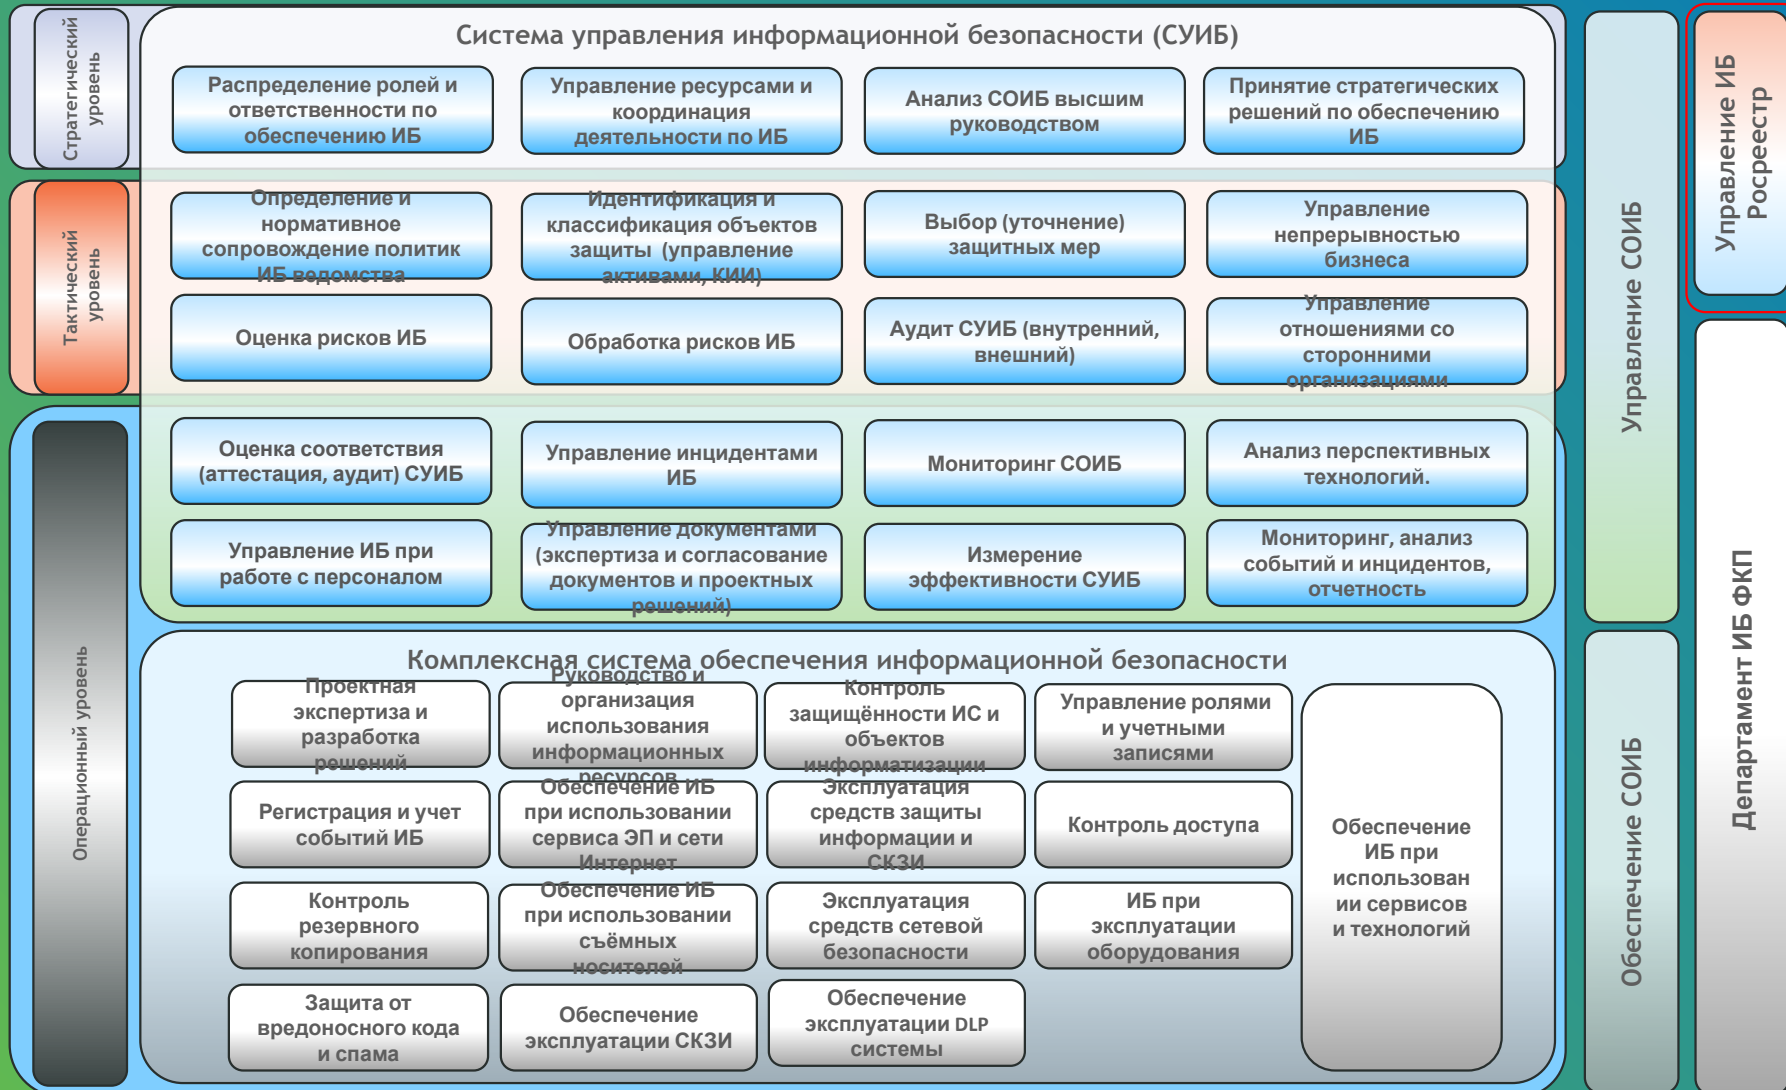 Стратегический
уровень
Система управления информационной безопасности (СУИБ)
Распределение ролей и
ответственности по
обеспечению ИБ
Управление ресурсами и
координация
деятельности по ИБ
Анализ СОИБ высшим
руководством
Принятие стратегических
решений по обеспечению
ИБ
Тактический
уровень
Определение и
нормативное
сопровождение политик
ИБ ведомства
Идентификация и
классификация объектов
защиты (управление
активами, КИИ)
Выбор (уточнение)
защитных мер
Управление
непрерывностью
бизнеса
Оценка рисков ИБ
Обработка рисков ИБ
Аудит СУИБ (внутренний,
внешний)
Управление
отношениями со
сторонними
организациями
Операционный уровень
Оценка соответствия
(аттестация, аудит) СУИБ
Управление инцидентами
ИБ
Мониторинг СОИБ
Анализ перспективных
технологий.
Управление ИБ при
работе с персоналом
Управление документами
(экспертиза и согласование
документов и проектных
решений)
Измерение
эффективности СУИБ
Мониторинг, анализ
событий и инцидентов,
отчетность
Комплексная система обеспечения информационной безопасности
Проектная
экспертиза и
разработка
решений
Руководство и
организация
использования
информационных
ресурсов
Контроль
защищённости ИС и
объектов
информатизации
Управление ролями
и учетными
записями
Регистрация и учет
событий ИБ
Обеспечение ИБ
при использовании
сервиса ЭП и сети
Интернет
Эксплуатация
средств защиты
информации и
СКЗИ
Контроль доступа
Контроль
резервного
копирования
Обеспечение ИБ
при использовании
съёмных
носителей
Эксплуатация
средств сетевой
безопасности
ИБ при
эксплуатации
оборудования
Защита от
вредоносного кода
и спама
Обеспечение
эксплуатации СКЗИ
Обеспечение
эксплуатации DLP
системы
Обеспечение
ИБ при
использован
ии сервисов
и технологий
Управление СОИБ
Обеспечение СОИБ
Управление ИБ
Росреестр
Департамент ИБ ФКП